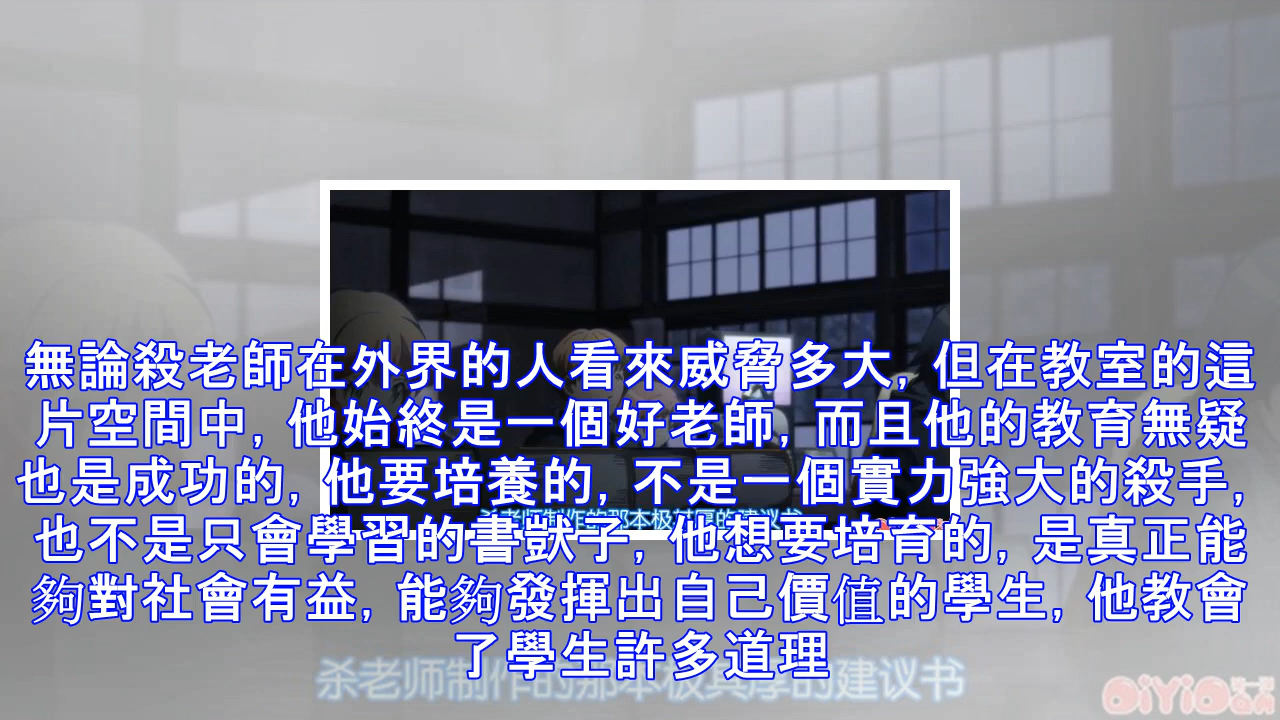 無論殺老師在外界的人看來威脅多大, 但在教室的這
片空間中, 他始終是一個好老師, 而且他的教育無疑
也是成功的, 他要培養的, 不是一個實力強大的殺手,
也不是只會學習的書獃子, 他想要培育的, 是真正能
夠對社會有益, 能夠發揮出自己價值的學生, 他教會
了學生許多道理
杀老师制作的那本极其厚的建议书